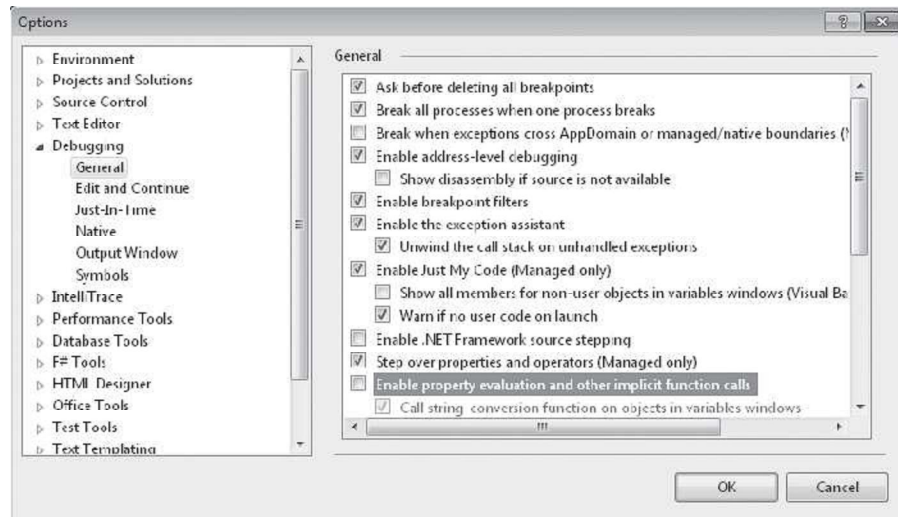 Options
Environment
Projects and Solutions
Source Control
Text Editor
Debugging
General
Edit and Continue
Just-In-Time
Native
Output Window
Symbols
IntelliTrace
Performance Tools
Database Tools
F# Tools
HTML Designer
Office Tools
Test Tools
Text Templating
General
Ask before deleting all breakpoints
Break all processes when one process breaks
Break when exceptions cross AppDomain or managed/native boundaries (
Enable address-level debugging
Show disassembly if source is not available
Enable breakpoint filters
Enable the exception assistant
Unwind the call stack on unhandled exceptions
Enable Just My Code (Managed only)
Show all members for non-user objects in variables windows (Visual Ba
Warn if no user code on launch
Enable .NET Framework source stepping
Step over properties and operators (Managed only)
Enable property evaluation and other implicit function calls
Call string conversion function on objects in variables windows
OK
Cancel